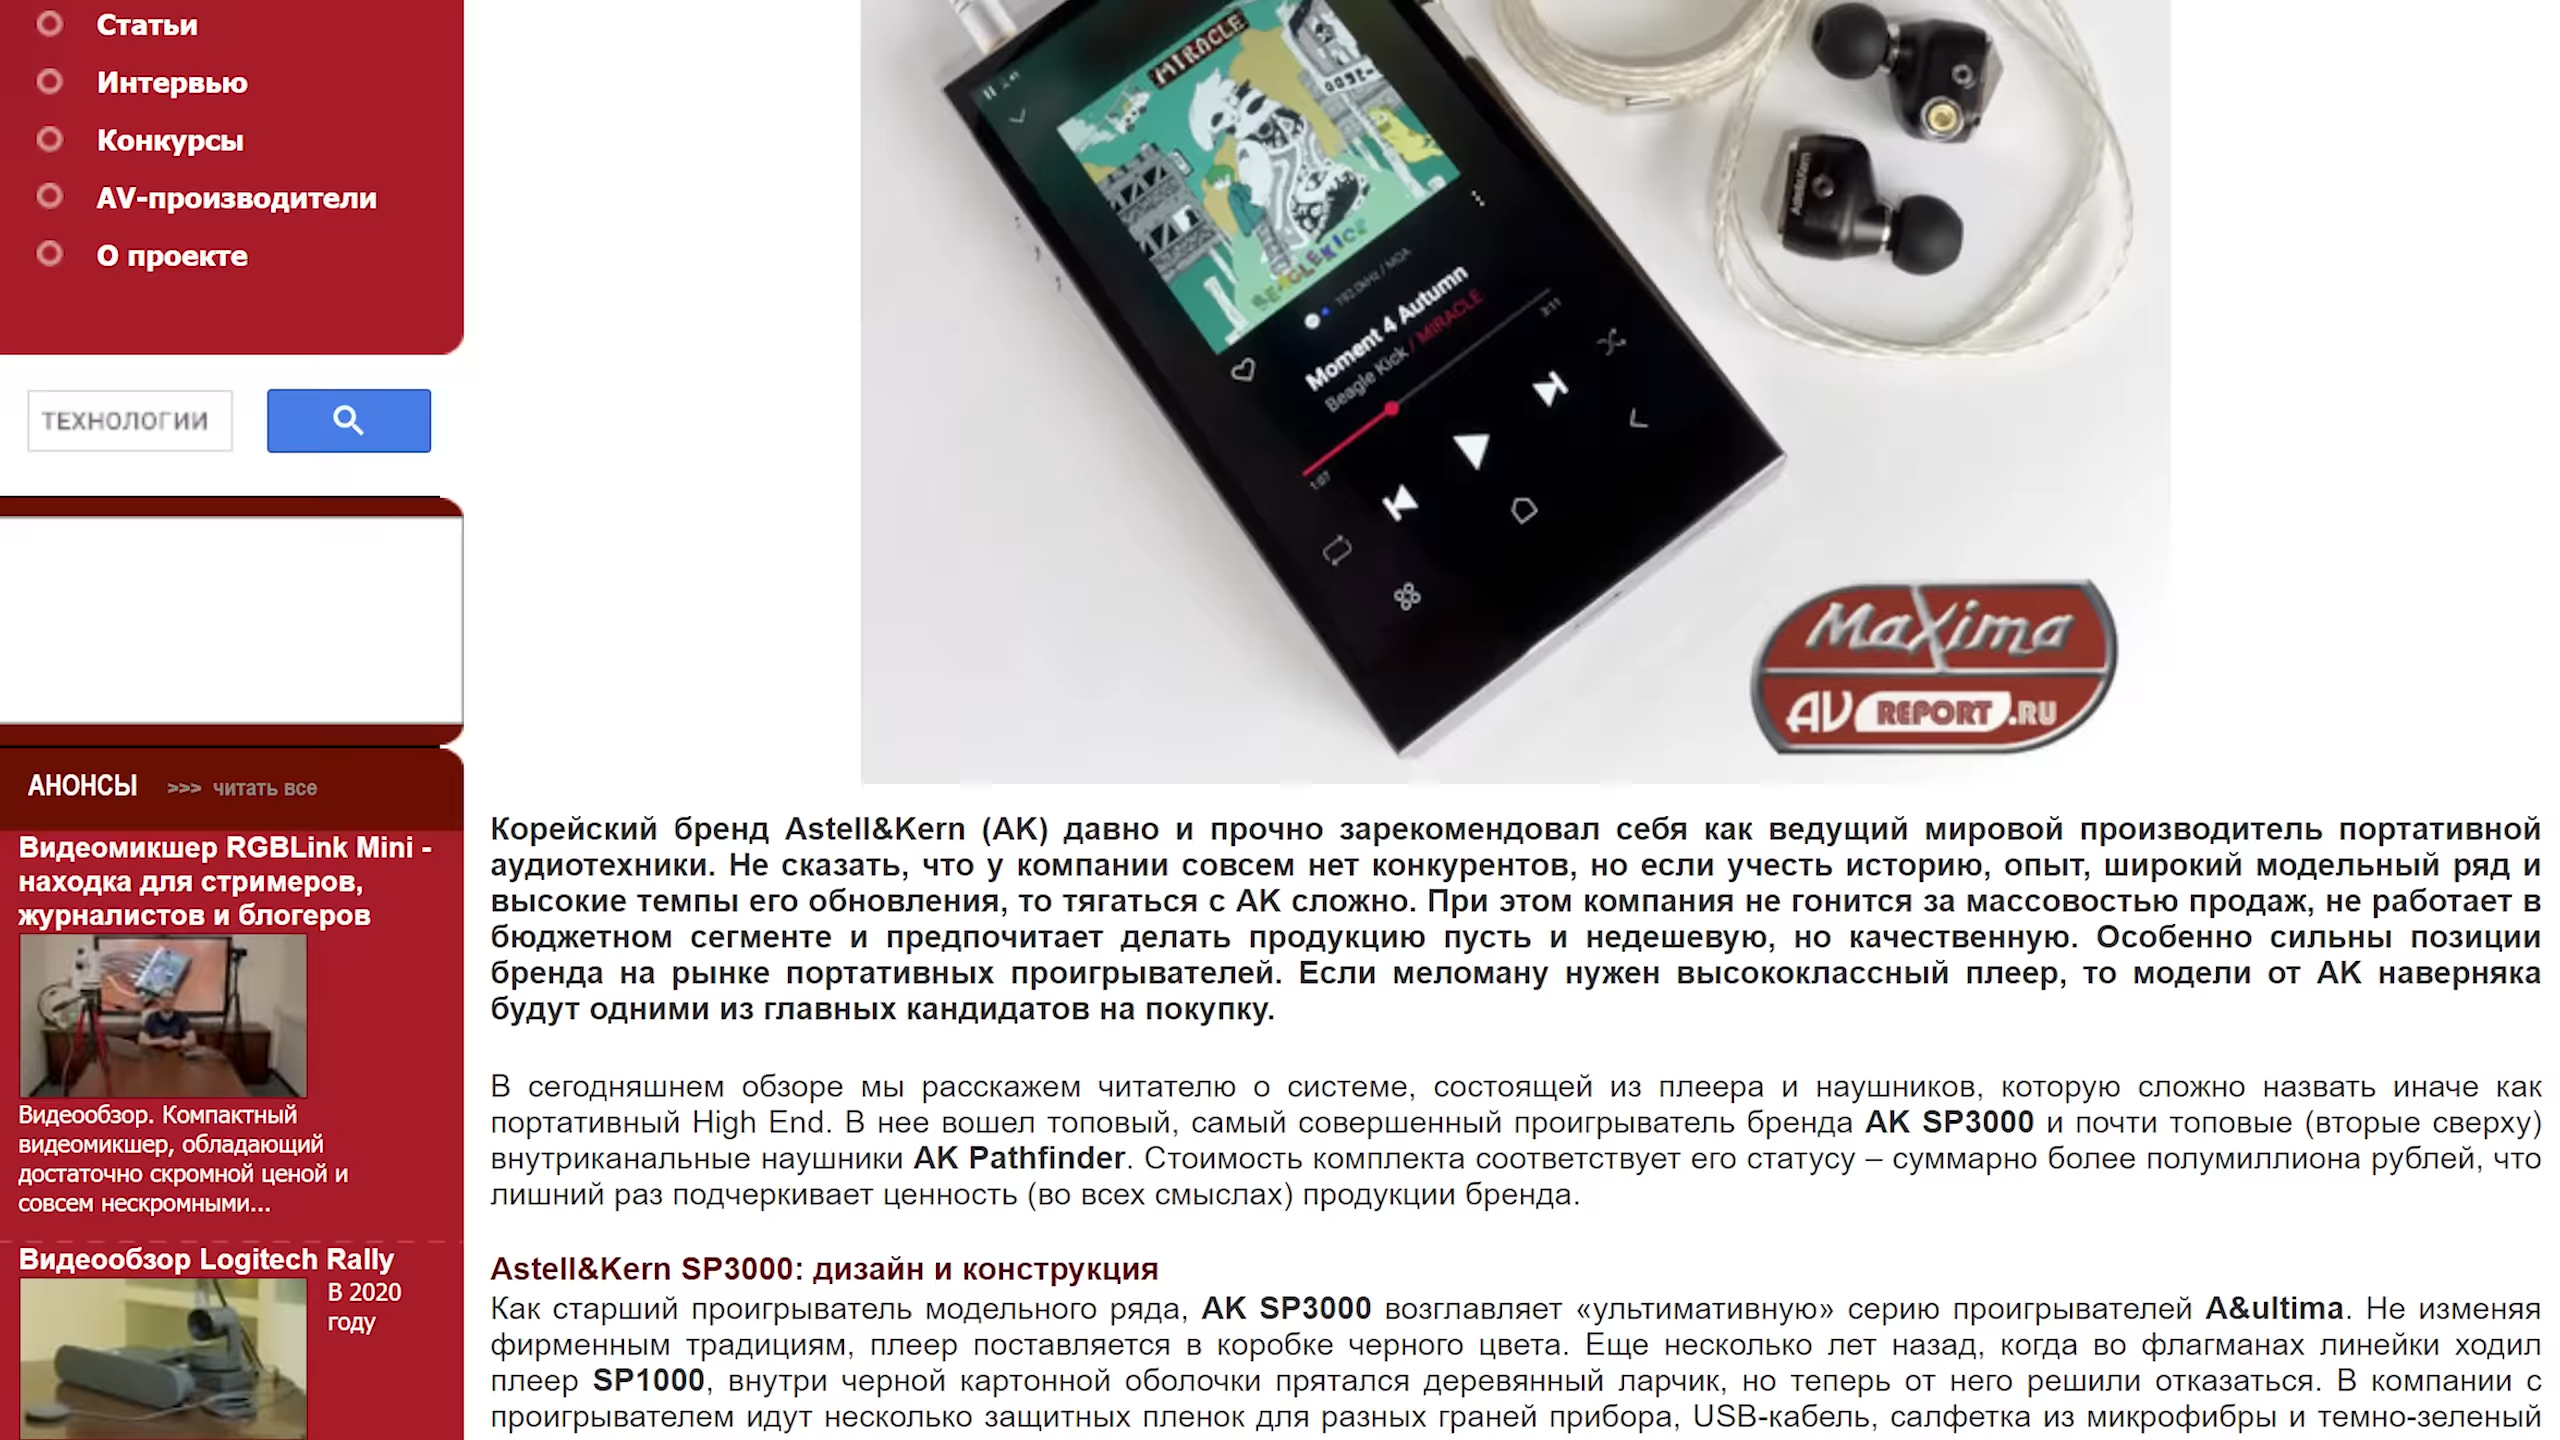 Статьи
Интервью
Конкурсы
AV-производители
О проекте
ТЕХНОЛОГИИ
АНОНСЫ >>> читать все
Видеомикшер RGBLink Mini -
находка для стримеров,
журналистов и блогеров
Видеообзор. Компактный
видеомикшер, обладающий
достаточно скромной ценой и
совсем нескромными...
Видеообзор Logitech Rally
В 2020
году
MIRACLE
BEAGLE KICK
192.0kHz / MQA
Moment 4 Autumn
Beagle Kick / MIRACLE
1:07
3:11
Maxima
AV REPORT.RU
Корейский бренд Astell&Kern (AK) давно и прочно зарекомендовал себя как ведущий мировой производитель портативной
аудиотехники. Не сказать, что у компании совсем нет конкурентов, но если учесть историю, опыт, широкий модельный ряд и
высокие темпы его обновления, то тягаться с AK сложно. При этом компания не гонится за массовостью продаж, не работает в
бюджетном сегменте и предпочитает делать продукцию пусть и недешевую, но качественную. Особенно сильны позиции
бренда на рынке портативных проигрывателей. Если меломану нужен высококлассный плеер, то модели от AK наверняка
будут одними из главных кандидатов на покупку.
В сегодняшнем обзоре мы расскажем читателю о системе, состоящей из плеера и наушников, которую сложно назвать иначе как
портативный High End. В нее вошел топовый, самый совершенный проигрыватель бренда AK SP3000 и почти топовые (вторые сверху)
внутриканальные наушники AK Pathfinder. Стоимость комплекта соответствует его статусу – суммарно более полумиллиона рублей, что
лишний раз подчеркивает ценность (во всех смыслах) продукции бренда.
Astell&Kern SP3000: дизайн и конструкция
Как старший проигрыватель модельного ряда, AK SP3000 возглавляет «ультимативную» серию проигрывателей A&ultima. Не изменяя
фирменным традициям, плеер поставляется в коробке черного цвета. Еще несколько лет назад, когда во флагманах линейки ходил
плеер SP1000, внутри черной картонной оболочки прятался деревянный ларчик, но теперь от него решили отказаться. В компании с
проигрывателем идут несколько защитных пленок для разных граней прибора, USB-кабель, салфетка из микрофибры и темно-зеленый